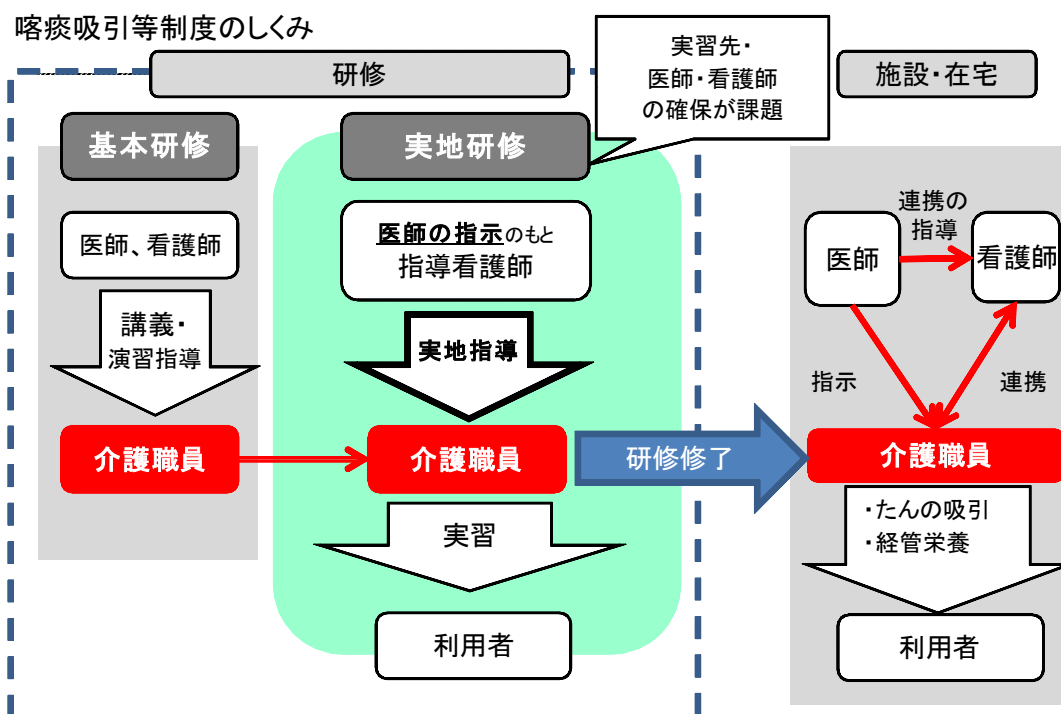 喀痰吸引等制度のしくみ
研修
実習先・
医師・看護師
の確保が課題
施設・在宅
基本研修
医師、看護師
講義・
演習指導
介護職員
実地研修
医師の指示のもと
指導看護師
実地指導
介護職員
実習
利用者
研修修了
連携の
指導
医師
看護師
指示
連携
介護職員
・たんの吸引
・経管栄養
利用者